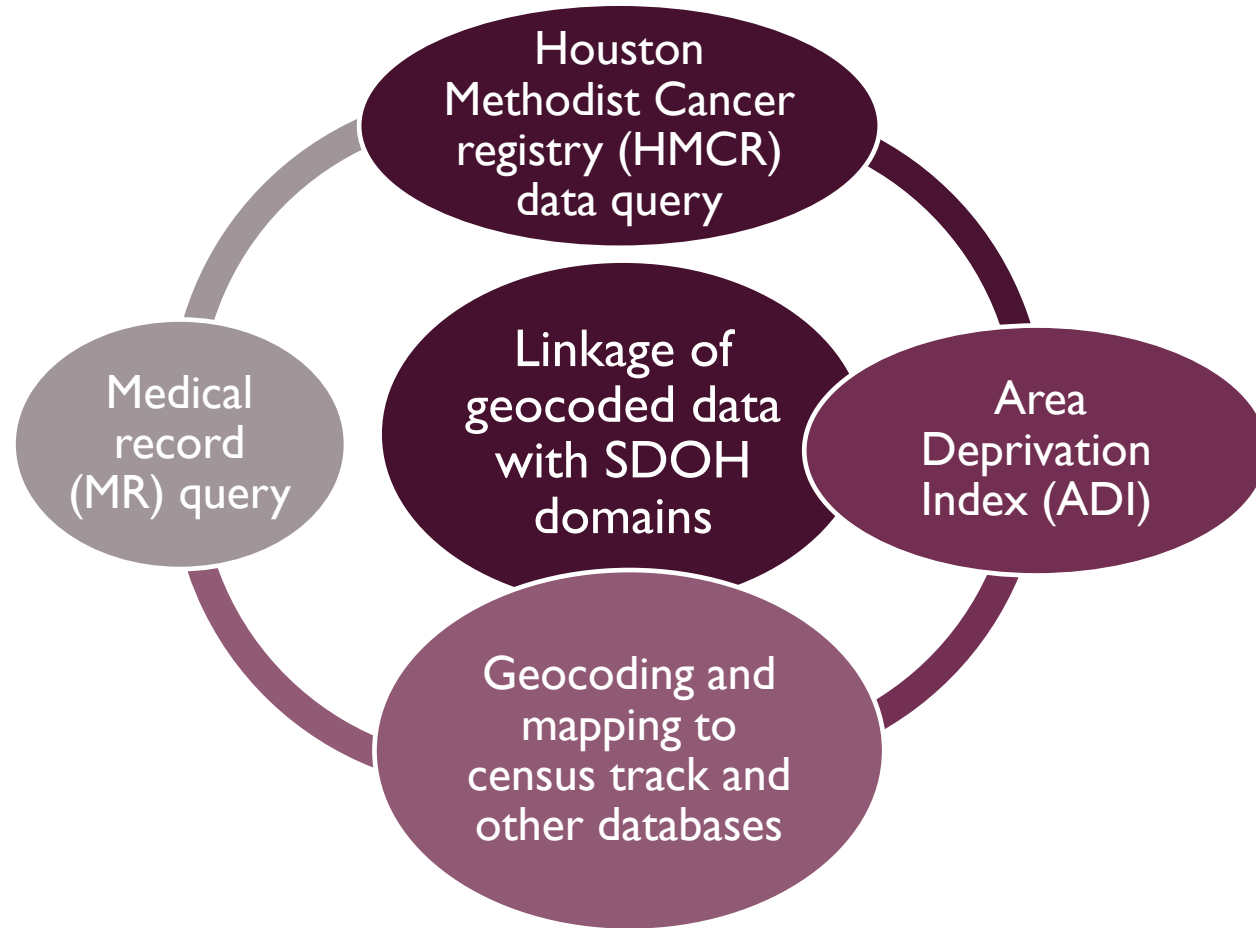 Houston
Methodist Cancer
registry (HMCR)
data query
Linkage of
geocoded data
with SDOH
domains
Area
Deprivation
Index (ADI)
Medical
record
(MR) query
Geocoding and
mapping to
census track and
other databases